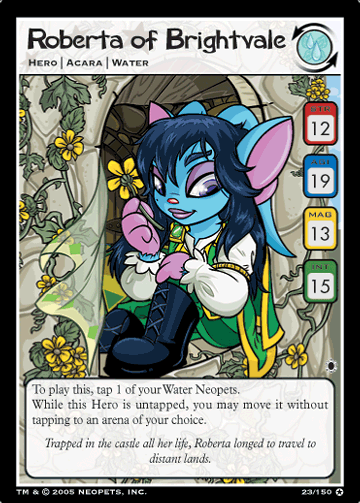 Roberta of Brightvale
Hero | Acara | Water
STR
12
AGI
19
MAG
13
INT
15
To play this, tap 1 of your Water Neopets.
While this Hero is untapped, you may move it without
tapping to an arena of your choice.
Trapped in the castle all her life, Roberta longed to travel to
distant lands.
TM & © 2005 NEOPETS, INC.
23/150